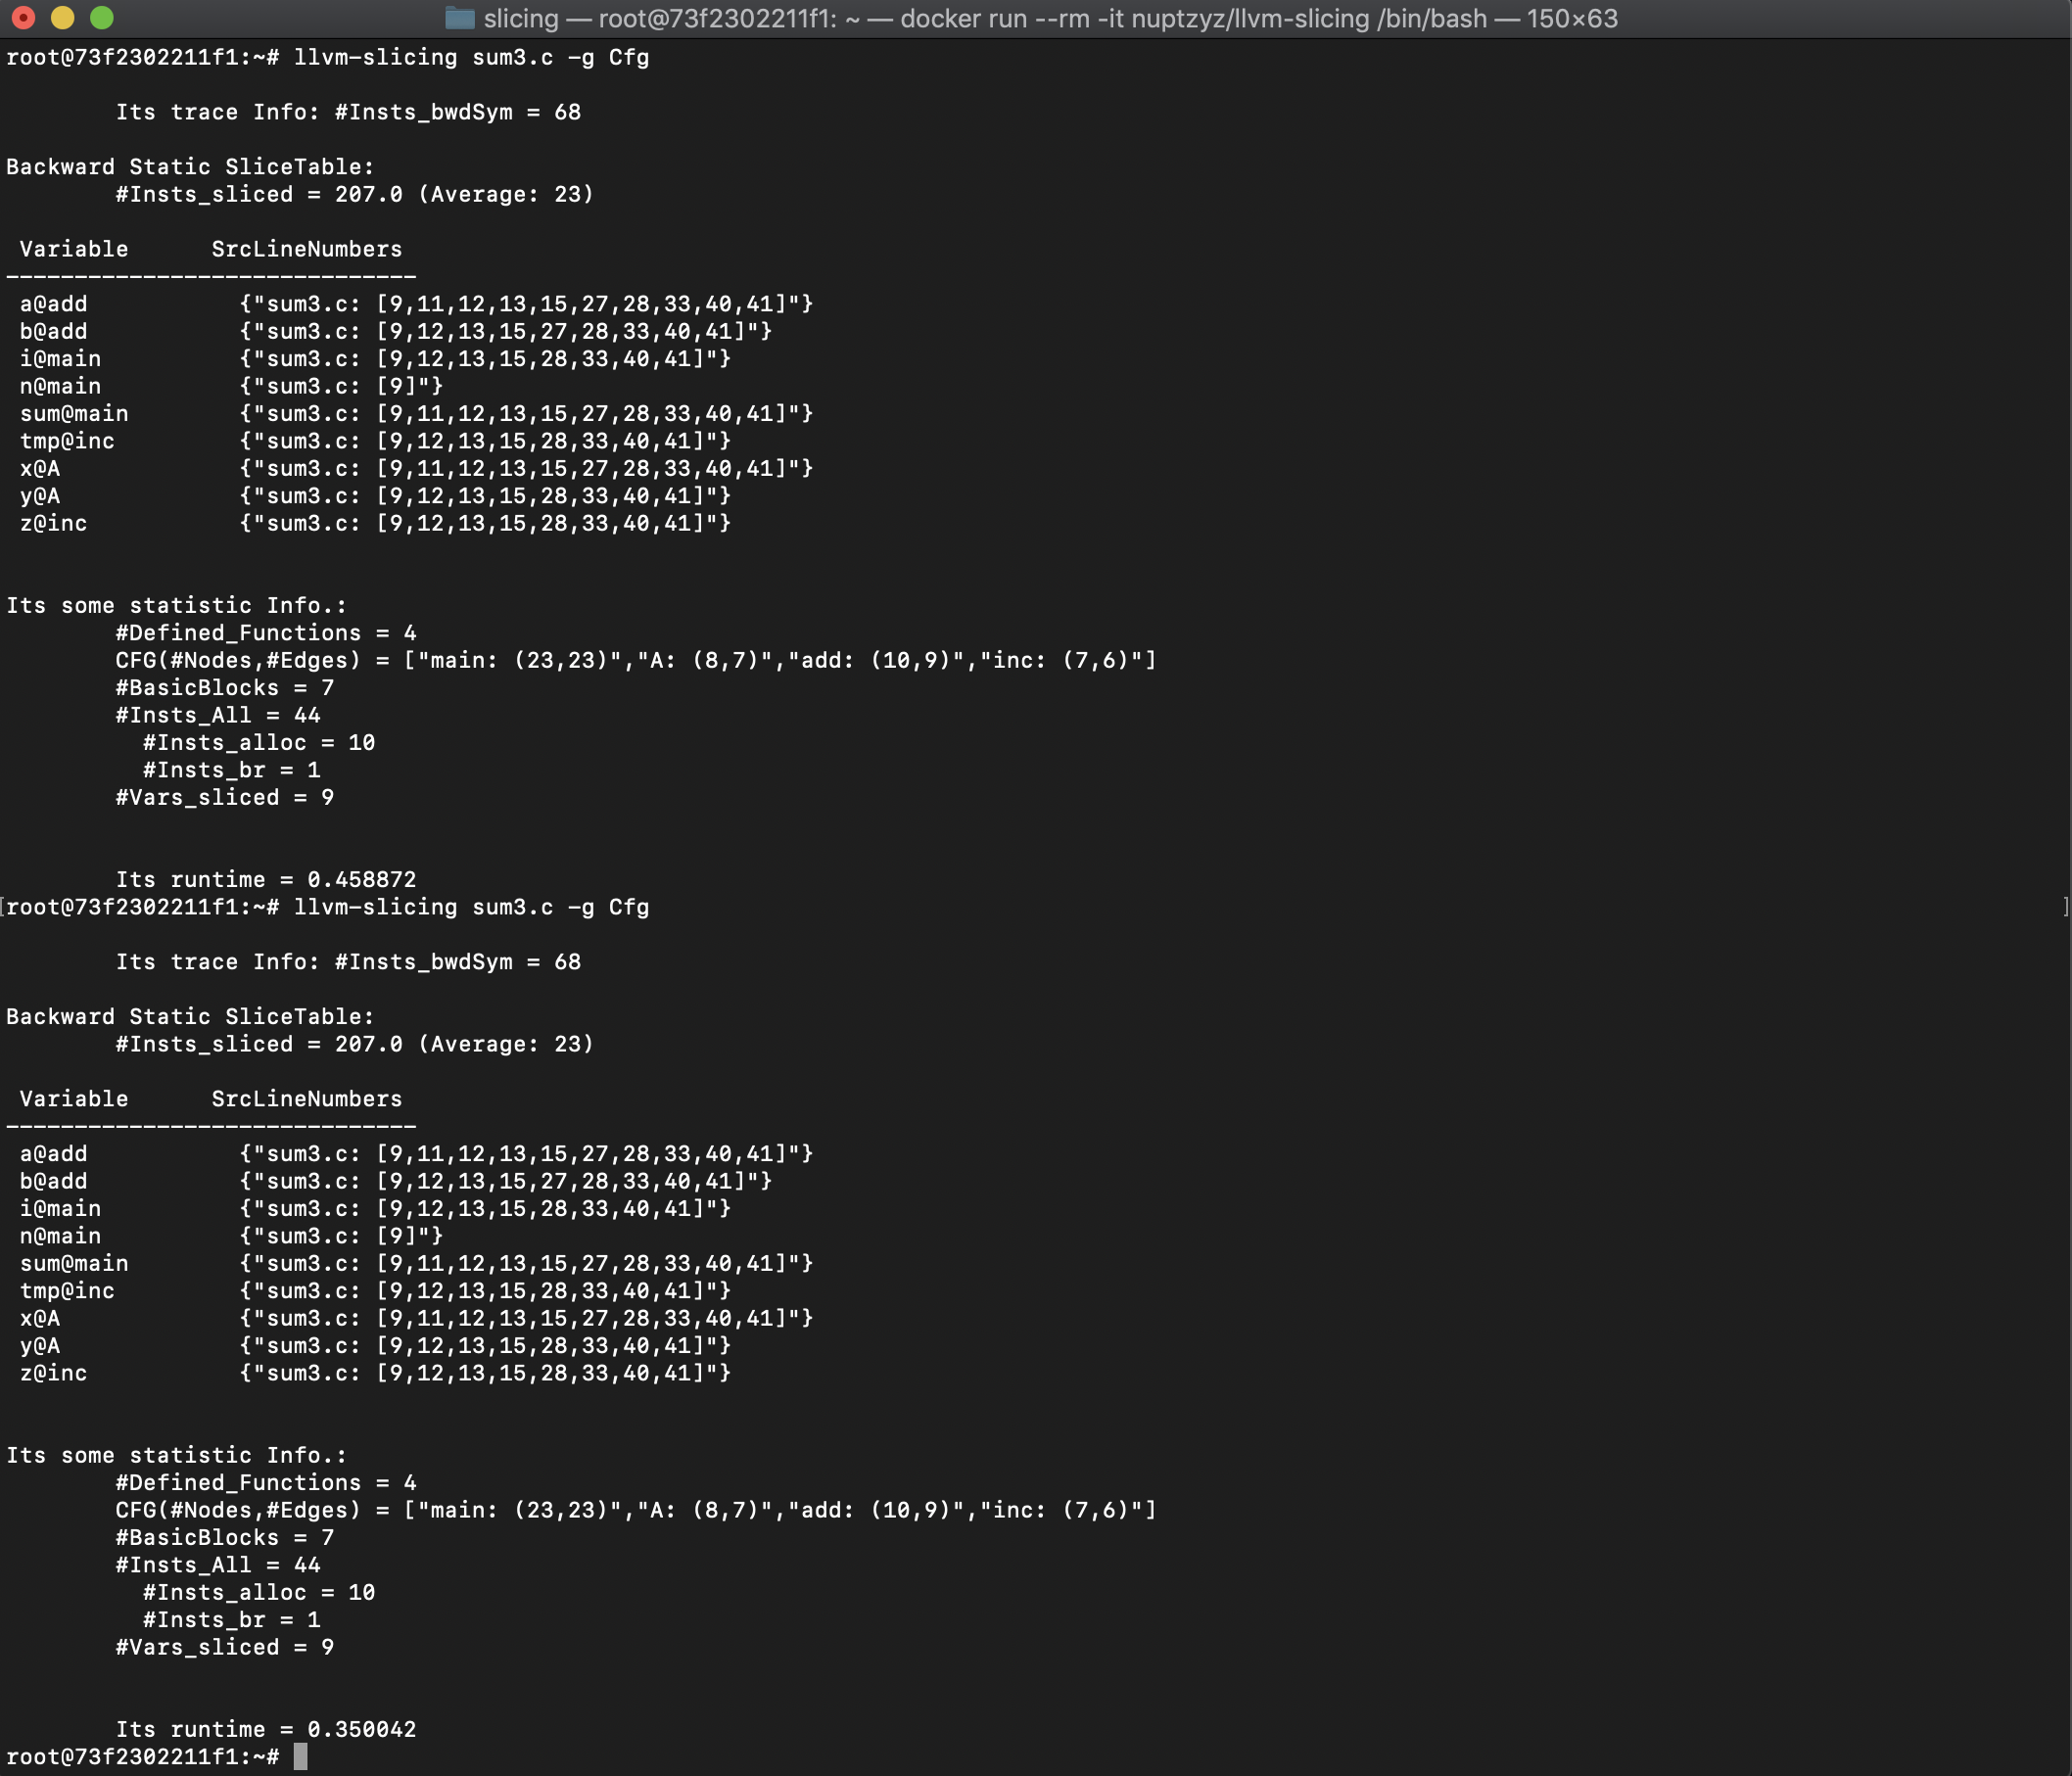 slicing — root@73f2302211f1: ~ — docker run --rm -it nuptzyz/llvm-slicing /bin/bash — 150×63
root@73f2302211f1:~# llvm-slicing sum3.c -g Cfg
Its trace Info: #Insts_bwdSym = 68
Backward Static SliceTable:
#Insts_sliced = 207.0 (Average: 23)
Variable      SrcLineNumbers
------------------------------
a@add           {"sum3.c: [9,11,12,13,15,27,28,33,40,41]"}
b@add           {"sum3.c: [9,12,13,15,27,28,33,40,41]"}
i@main          {"sum3.c: [9,12,13,15,28,33,40,41]"}
n@main          {"sum3.c: [9]"}
sum@main        {"sum3.c: [9,11,12,13,15,27,28,33,40,41]"}
tmp@inc         {"sum3.c: [9,12,13,15,28,33,40,41]"}
x@A             {"sum3.c: [9,11,12,13,15,27,28,33,40,41]"}
y@A             {"sum3.c: [9,12,13,15,28,33,40,41]"}
z@inc           {"sum3.c: [9,12,13,15,28,33,40,41]"}
Its some statistic Info.:
#Defined_Functions = 4
CFG(#Nodes,#Edges) = ["main: (23,23)","A: (8,7)","add: (10,9)","inc: (7,6)"]
#BasicBlocks = 7
#Insts_All = 44
#Insts_alloc = 10
#Insts_br = 1
#Vars_sliced = 9
Its runtime = 0.458872
[root@73f2302211f1:~# llvm-slicing sum3.c -g Cfg ]
Its trace Info: #Insts_bwdSym = 68
Backward Static SliceTable:
#Insts_sliced = 207.0 (Average: 23)
Variable      SrcLineNumbers
------------------------------
a@add           {"sum3.c: [9,11,12,13,15,27,28,33,40,41]"}
b@add           {"sum3.c: [9,12,13,15,27,28,33,40,41]"}
i@main          {"sum3.c: [9,12,13,15,28,33,40,41]"}
n@main          {"sum3.c: [9]"}
sum@main        {"sum3.c: [9,11,12,13,15,27,28,33,40,41]"}
tmp@inc         {"sum3.c: [9,12,13,15,28,33,40,41]"}
x@A             {"sum3.c: [9,11,12,13,15,27,28,33,40,41]"}
y@A             {"sum3.c: [9,12,13,15,28,33,40,41]"}
z@inc           {"sum3.c: [9,12,13,15,28,33,40,41]"}
Its some statistic Info.:
#Defined_Functions = 4
CFG(#Nodes,#Edges) = ["main: (23,23)","A: (8,7)","add: (10,9)","inc: (7,6)"]
#BasicBlocks = 7
#Insts_All = 44
#Insts_alloc = 10
#Insts_br = 1
#Vars_sliced = 9
Its runtime = 0.350042
root@73f2302211f1:~#